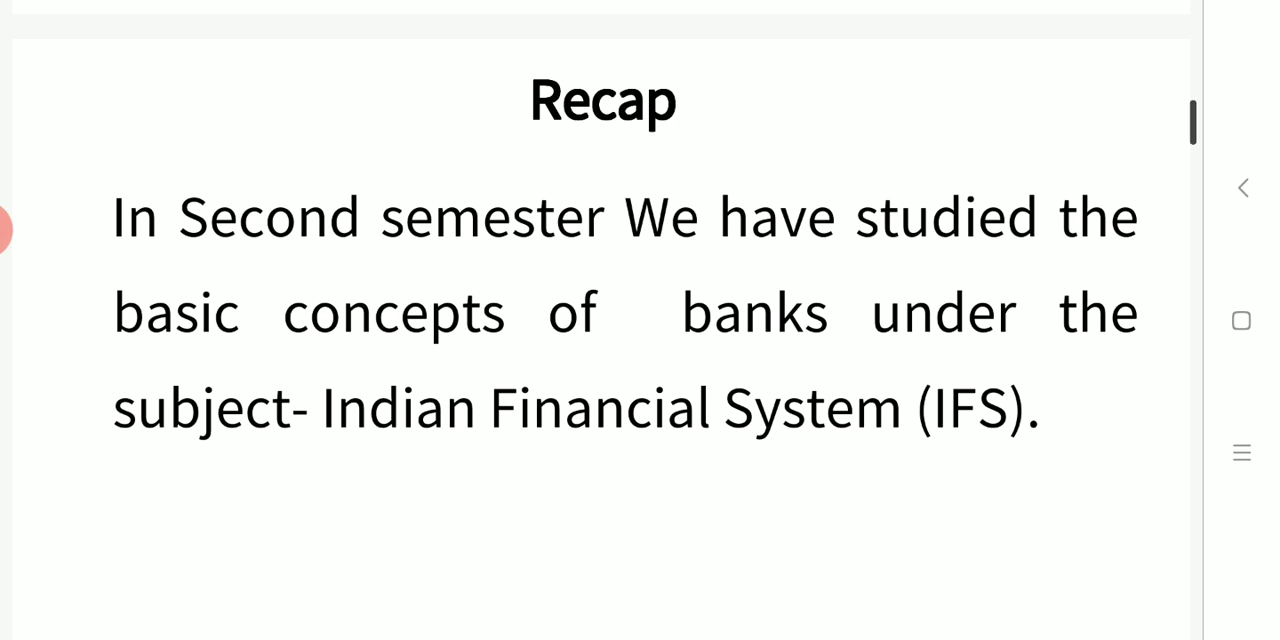 Recap
In Second semester We have studied the
basic concepts of banks under the
subject- Indian Financial System (IFS).